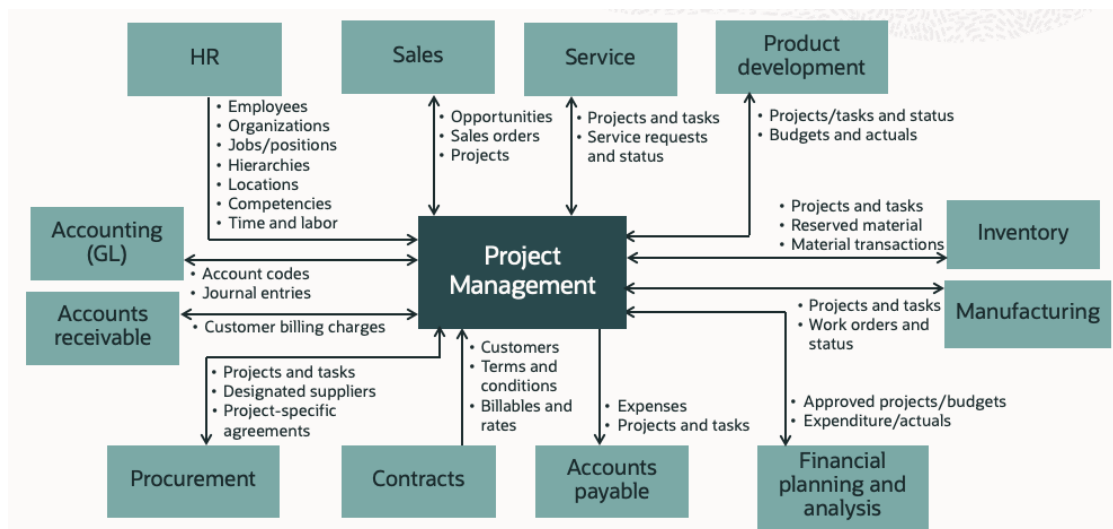 HR
Sales
Service
Product
development
• Employees
• Organizations
• Jobs/positions
• Hierarchies
• Locations
• Competencies
• Time and labor
• Opportunities
• Sales orders
• Projects
• Projects and tasks
• Service requests
and status
• Projects/tasks and status
• Budgets and actuals
Accounting
(GL)
• Account codes
• Journal entries
Project
Management
• Projects and tasks
• Reserved material
• Material transactions
Inventory
Accounts
receivable
• Customer billing charges
• Projects and tasks
• Work orders and
status
Manufacturing
• Projects and tasks
• Designated suppliers
• Project-specific
agreements
• Customers
• Terms and
conditions
• Billables and
rates
• Expenses
• Projects and tasks
• Approved projects/budgets
• Expenditure/actuals
Procurement
Contracts
Accounts
payable
Financial
planning and
analysis